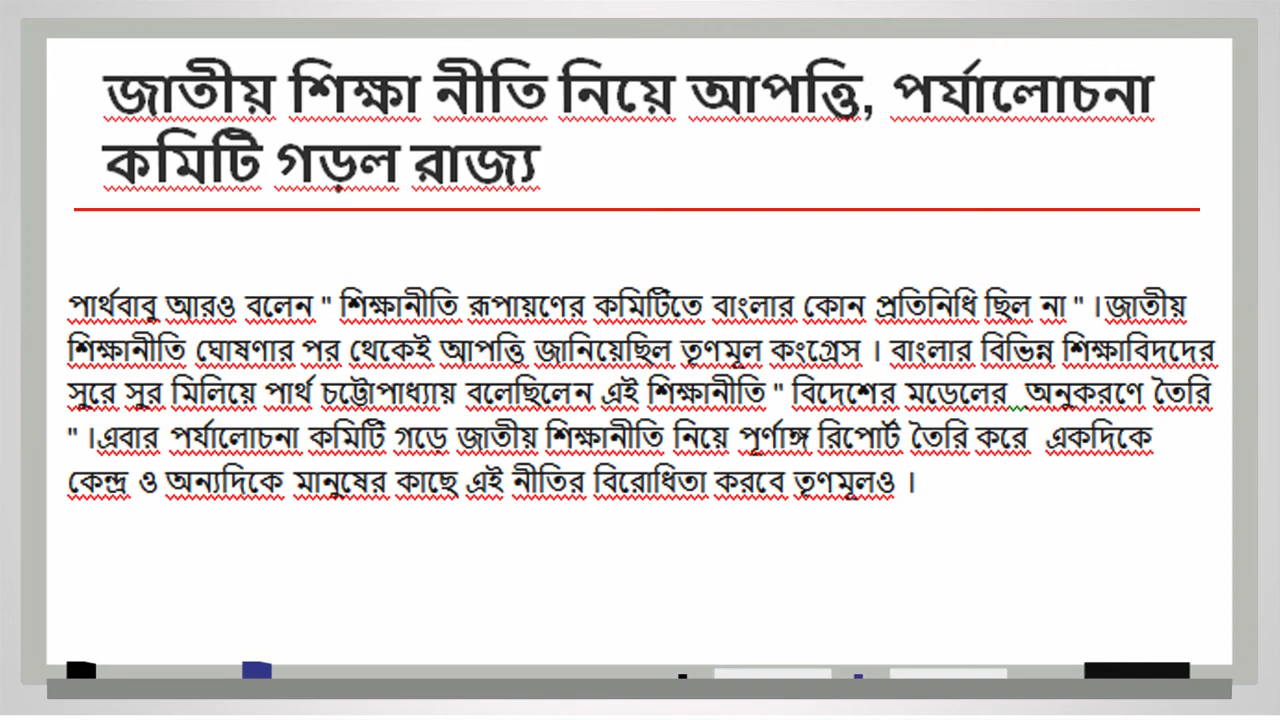 জাতীয় শিক্ষা নীতি নিয়ে আপত্তি, পর্যালোচনা
কমিটি গড়ল রাজ্য
পার্থবাবু আরও বলেন " শিক্ষানীতি রূপায়ণের কমিটিতে বাংলার কোন প্রতিনিধি ছিল না " । জাতীয়
শিক্ষানীতি ঘোষণার পর থেকেই আপত্তি জানিয়েছিল তৃণমূল কংগ্রেস । বাংলার বিভিন্ন শিক্ষাবিদদের
সুরে সুর মিলিয়ে পার্থ চট্টোপাধ্যায় বলেছিলেন এই শিক্ষানীতি " বিদেশের মডেলের অনুকরণে তৈরি
" ।এবার পর্যালোচনা কমিটি গড়ে জাতীয় শিক্ষানীতি নিয়ে পূর্ণাঙ্গ রিপোর্ট তৈরি করে একদিকে
কেন্দ্র ও অন্যদিকে মানুষের কাছে এই নীতির বিরোধিতা করবে তৃণমূলও ।